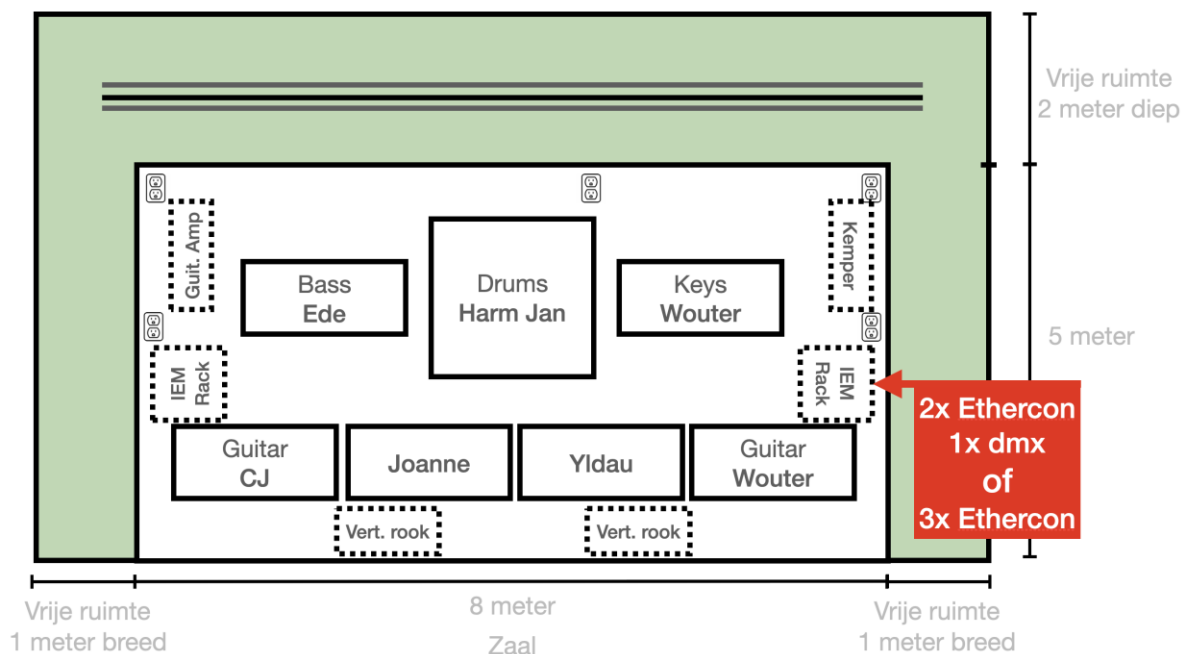 Vrije ruimte
2 meter diep
Guit. Amp
Kemper
Bass
Ede
Drums
Harm Jan
Keys
Wouter
5 meter
IEM
Rack
IEM
Rack
2x Ethercon
1x dmx
of
3x Ethercon
Guitar
CJ
Joanne
Yldau
Guitar
Wouter
Vert. rook
Vert. rook
Vrije ruimte
1 meter breed
8 meter
Zaal
Vrije ruimte
1 meter breed